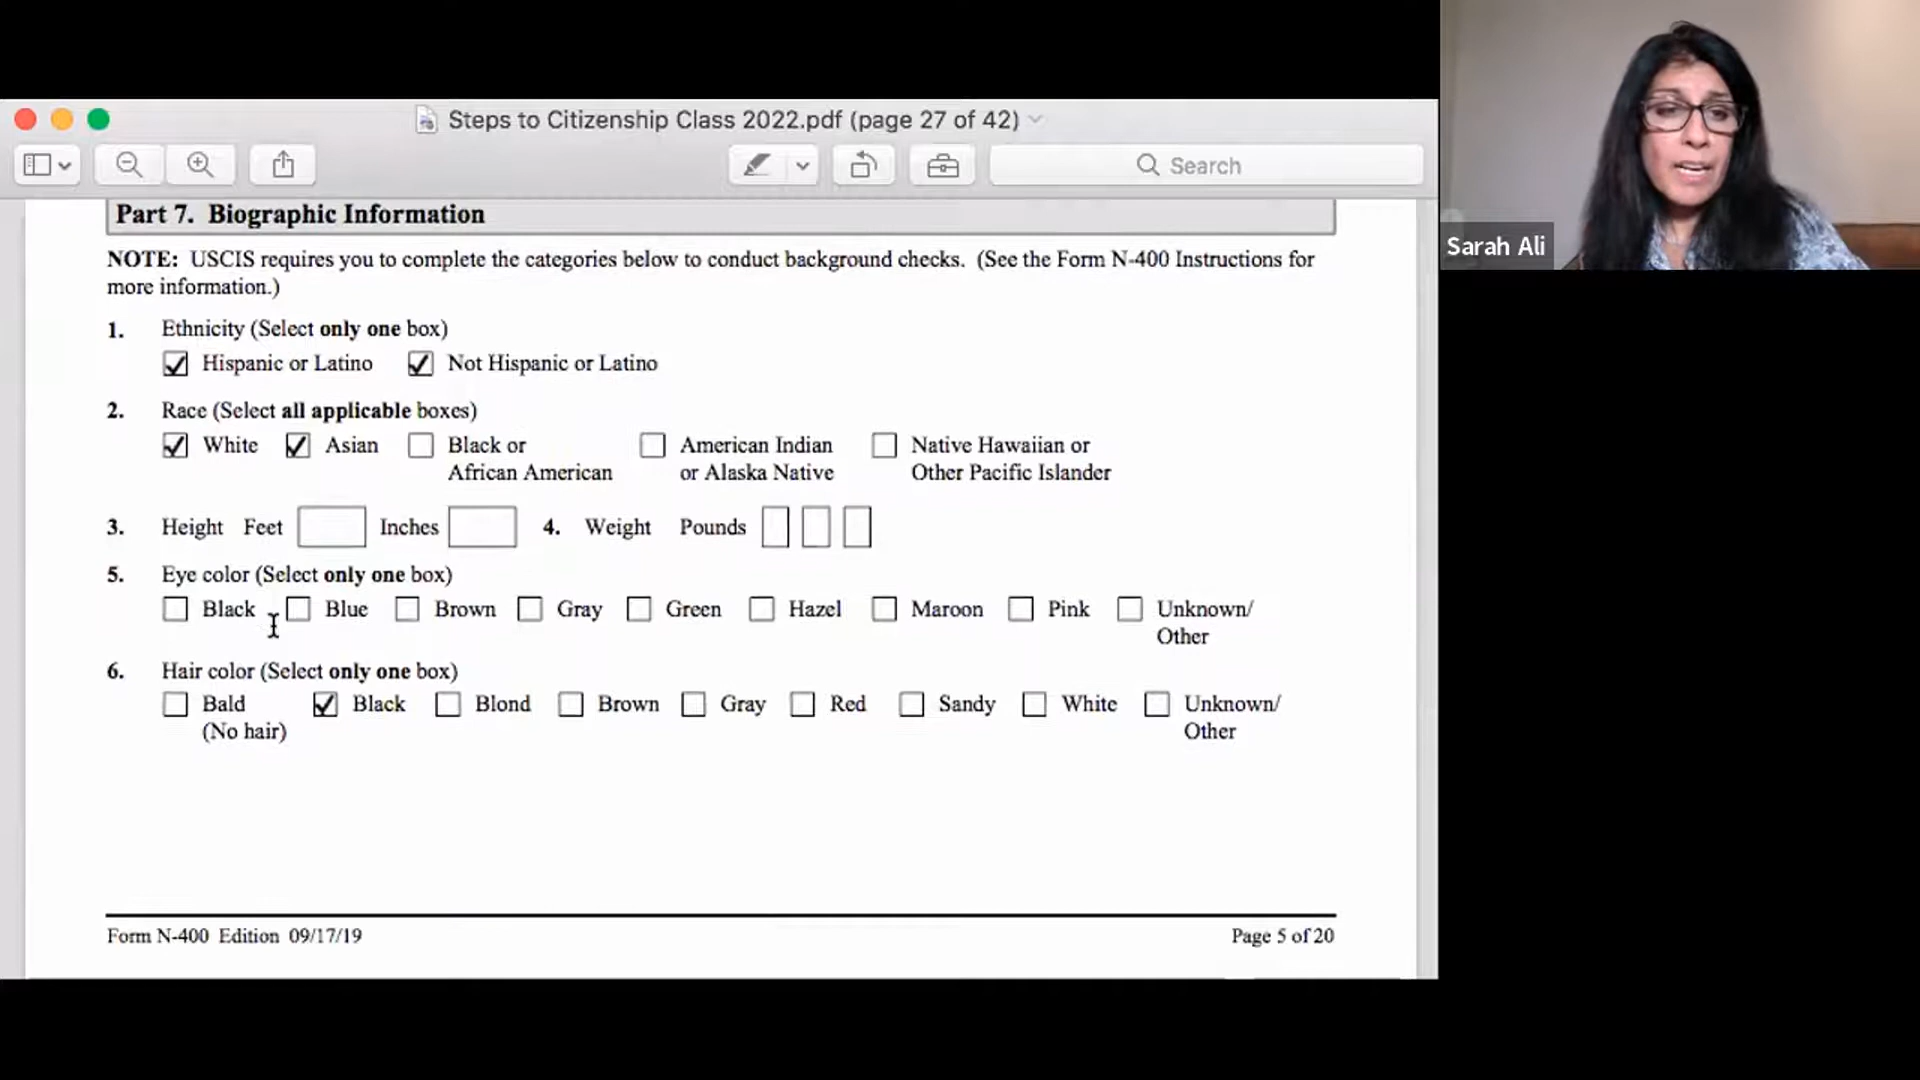 Steps to Citizenship Class 2022.pdf (page 27 of 42)
Search
Sarah Ali
Part 7. Biographic Information
NOTE: USCIS requires you to complete the categories below to conduct background checks. (See the Form N-400 Instructions for
more information.)
1. Ethnicity (Select only one box)
Hispanic or Latino Not Hispanic or Latino
2. Race (Select all applicable boxes)
White Asian Black or American Indian Native Hawaiian or
African American or Alaska Native Other Pacific Islander
3. Height Feet Inches 4. Weight Pounds
5. Eye color (Select only one box)
Black Blue Brown Gray Green Hazel Maroon Pink Unknown/
Other
6. Hair color (Select only one box)
Bald Black Blond Brown Gray Red Sandy White Unknown/
(No hair) Other
Form N-400 Edition 09/17/19 Page 5 of 20